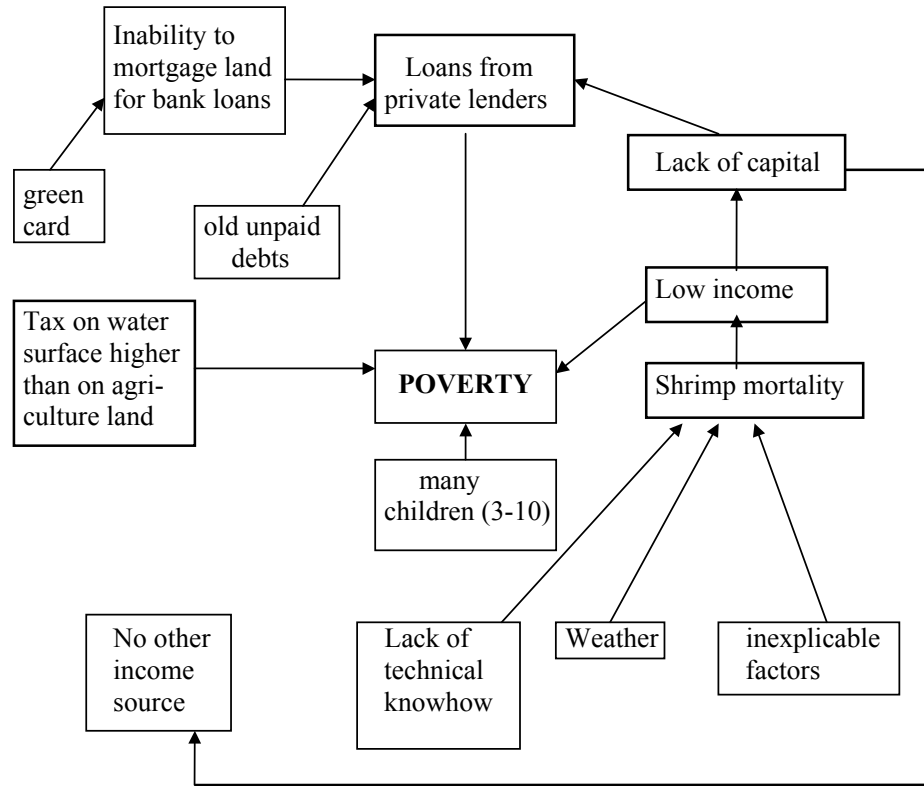 Inability to
mortgage land
for bank loans
Loans from
private lenders
Lack of capital
green
card
old unpaid
debts
Low income
Tax on water
surface higher
than on agri-
culture land
POVERTY
Shrimp mortality
many
children (3-10)
No other
income
source
Lack of
technical
knowhow
Weather
inexplicable
factors